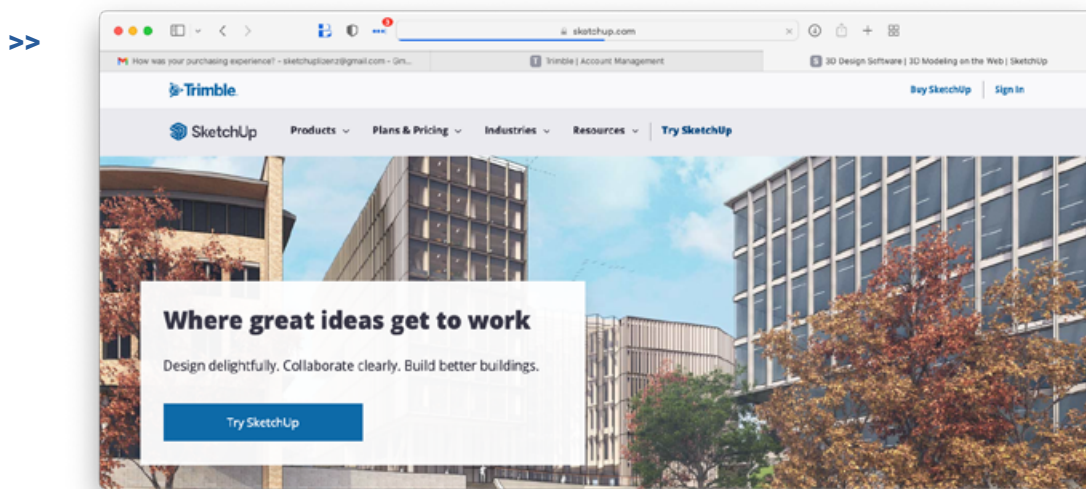 >>
3
sketchup.com
How was your purchasing experience? - sketchuplizenz@gmail.com - Gm...
T Trimble | Account Management
S 3D Design Software | 3D Modeling on the Web | SketchUp
Trimble.
Buy SketchUp Sign In
SketchUp Products Plans & Pricing Industries Resources Try SketchUp
Where great ideas get to work
Design delightfully. Collaborate clearly. Build better buildings.
Try SketchUp